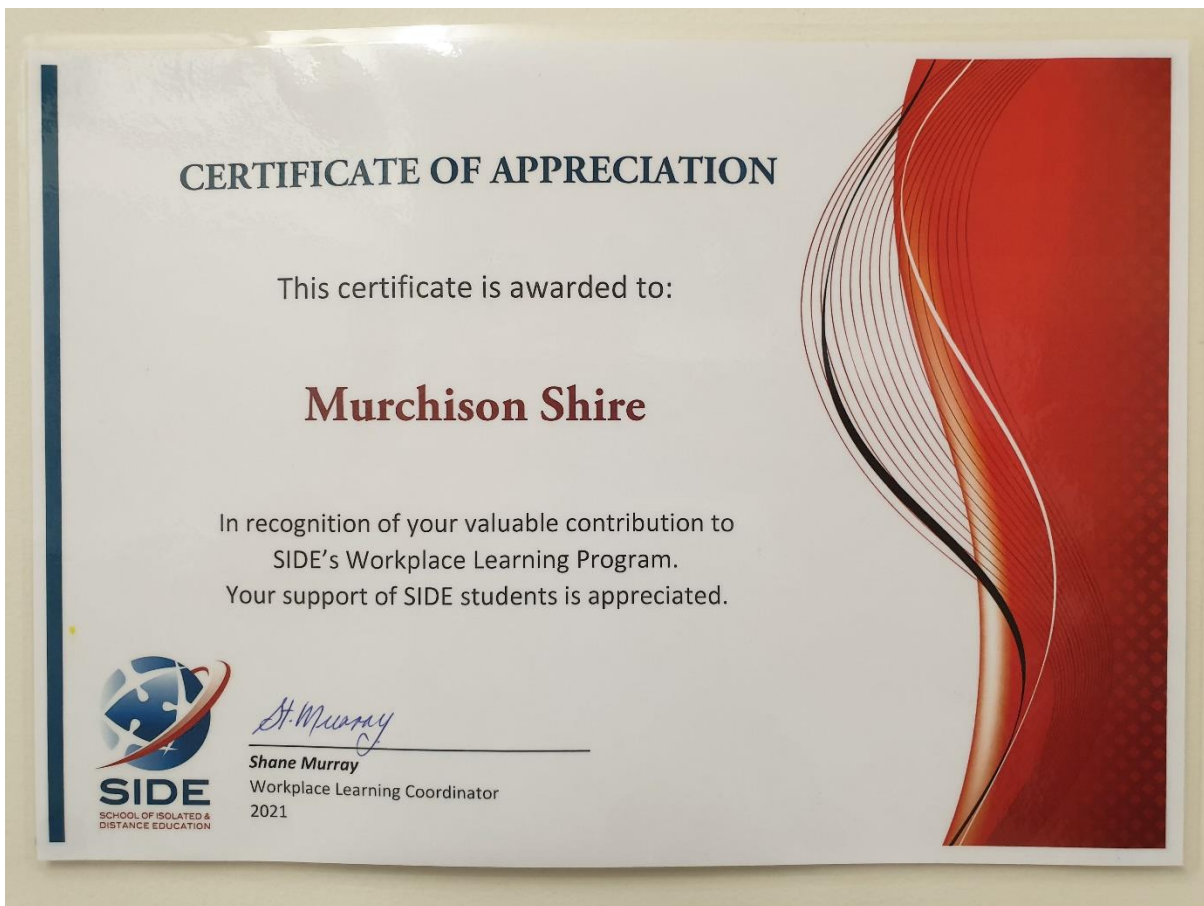 CERTIFICATE OF APPRECIATION
This certificate is awarded to:
Murchison Shire
In recognition of your valuable contribution to
SIDE's Workplace Learning Program.
Your support of SIDE students is appreciated.
St. Murray
Shane Murray
Workplace Learning Coordinator
2021
SIDE
SCHOOL OF ISOLATED &
DISTANCE EDUCATION